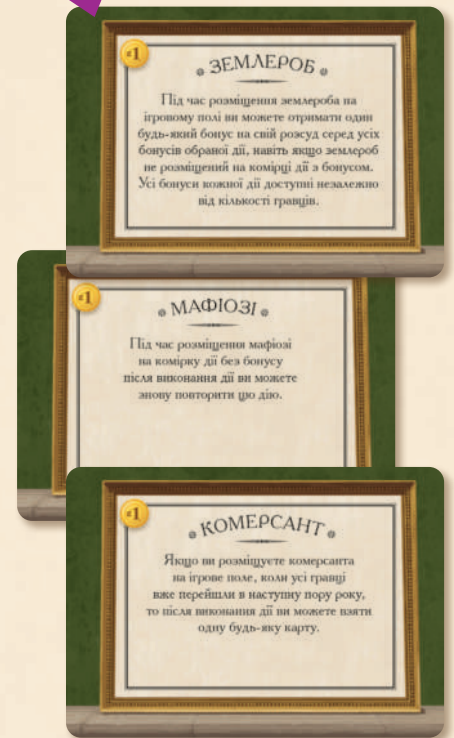 #1
ЗЕМЛЕРОБ
Під час розміщення землероба на
ігровому полі ви можете отримати один
будь-який бонус на свій розсуд серед усіх
бонусів обраної дії, навіть якщо землероб
не розміщений на комірці дії з бонусом.
Усі бонуси кожної дії доступні незалежно
від кількості гравців.
#1
МАФІОЗІ
Під час розміщення мафіозі
на комірку дії без бонусу
після виконання дії ви можете
знову повторити цю дію.
#1
КОМЕРСАНТ
Якщо ви розміщуєте комерсанта
на ігрове поле, коли усі гравці
вже перейшли в наступну пору року,
то після виконання дії ви можете взяти
одну будь-яку карту.